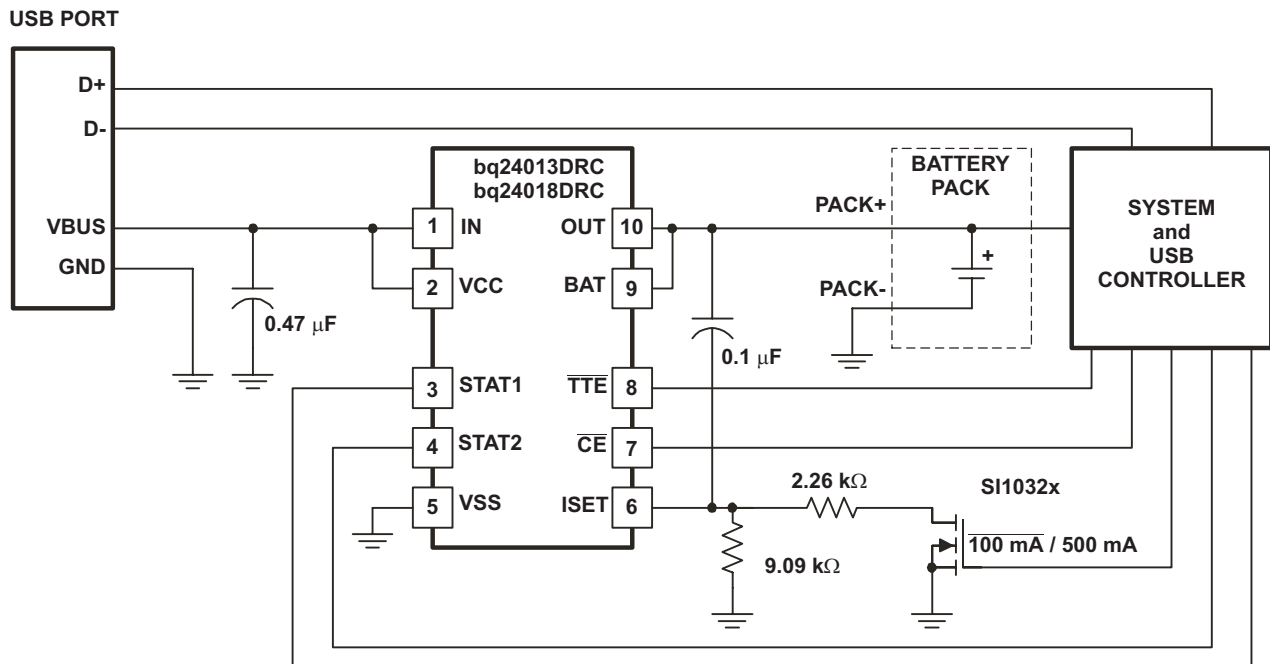 USB PORT
D+
D-
VBUS
GND
0.47 μF
bq24013DRC
bq24018DRC
1 IN
2 VCC
3 STAT1
4 STAT2
5 VSS
OUT 10
BAT 9
TTE 8
CE 7
ISET 6
0.1 μF
PACK+
PACK-
BATTERY
PACK
+
SYSTEM
and
USB
CONTROLLER
2.26 kΩ
9.09 kΩ
SI1032x
100 mA / 500 mA